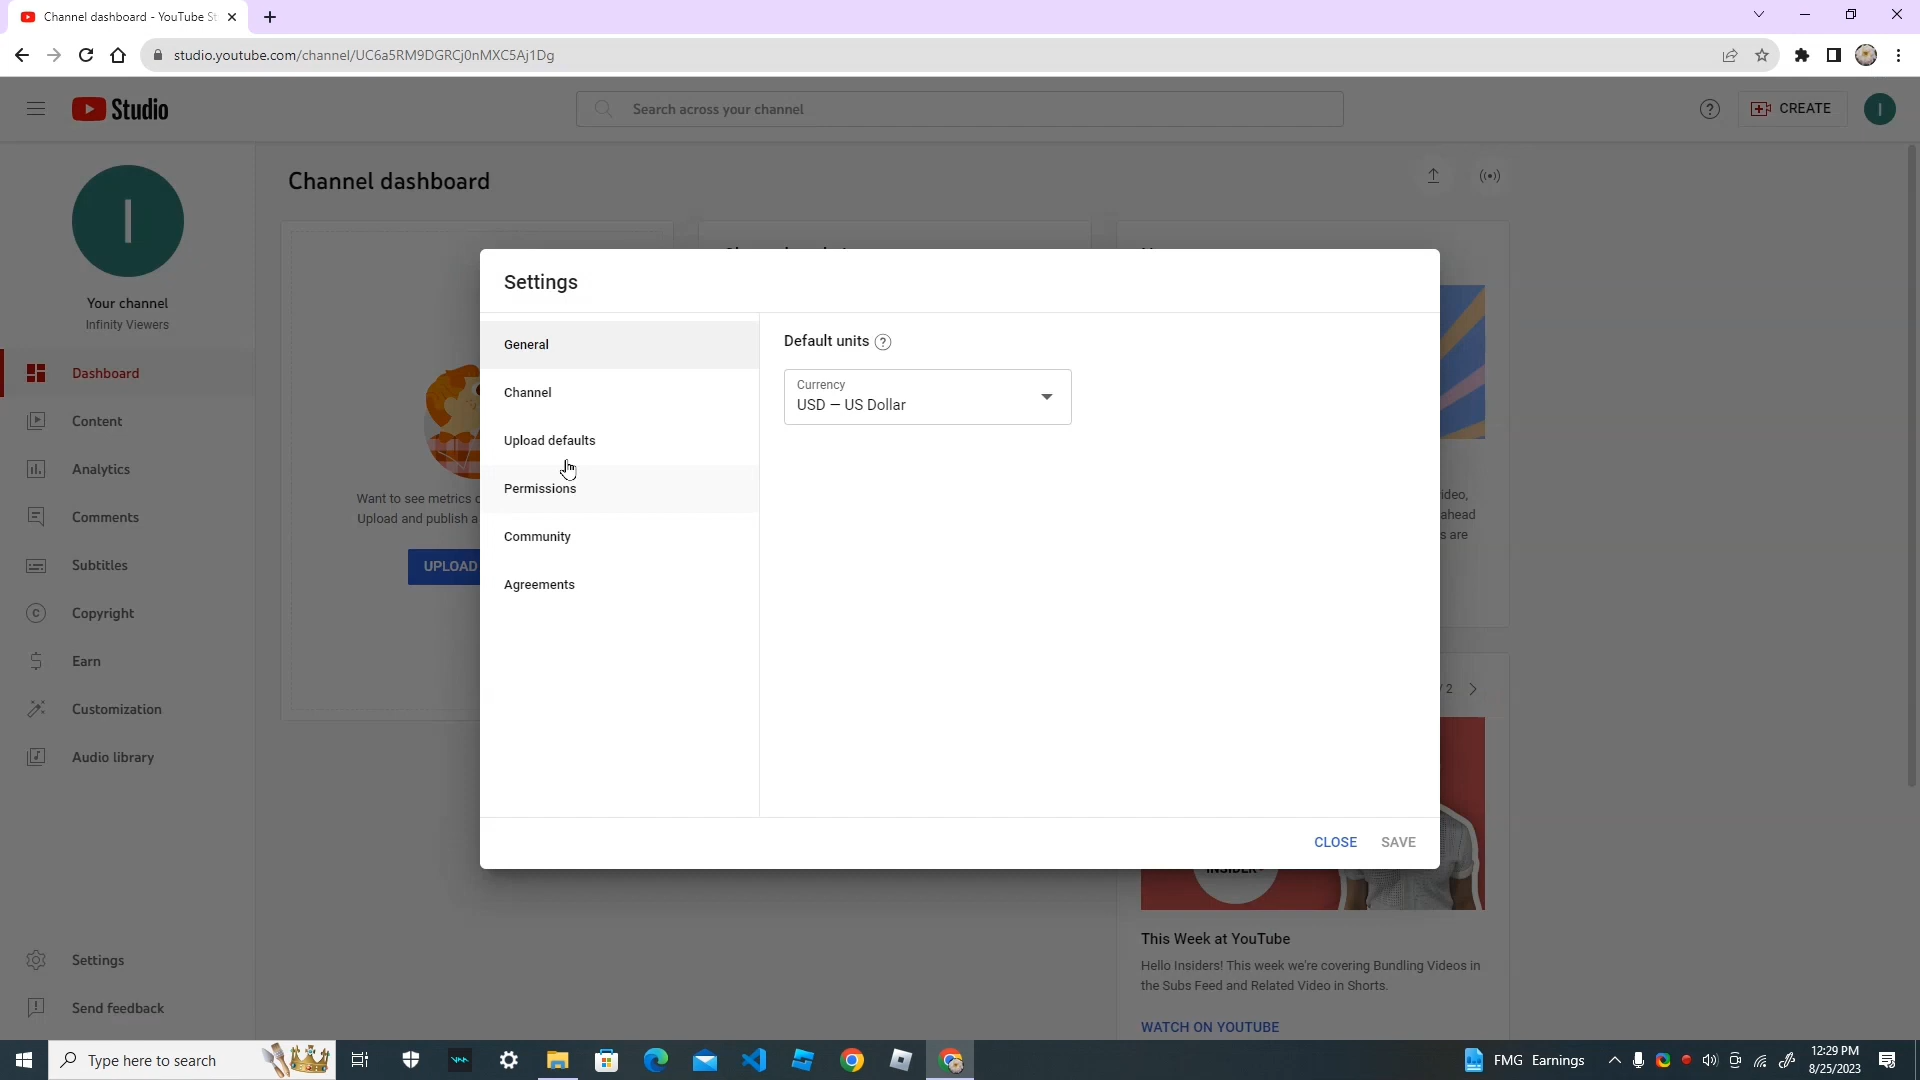 Channel dashboard - YouTube St
studio.youtube.com/channel/UC6a5RM9DGRCj0nMXC5Aj1Dg
Studio
Search across your channel
CREATE
I
I
Your channel
Infinity Viewers
Dashboard
Content
Analytics
Comments
Subtitles
Copyright
Earn
Customization
Audio library
Settings
Send feedback
Channel dashboard
Want to see metrics
Upload and publish a
UPLOAD
Settings
General
Channel
Upload defaults
Permissions
Community
Agreements
Default units ?
Currency
USD — US Dollar
CLOSE
SAVE
ideo,
ahead
s are
/ 2
INSIDER
This Week at YouTube
Hello Insiders! This week we're covering Bundling Videos in
the Subs Feed and Related Video in Shorts.
WATCH ON YOUTUBE
Type here to search
FMG Earnings
12:29 PM
8/25/2023